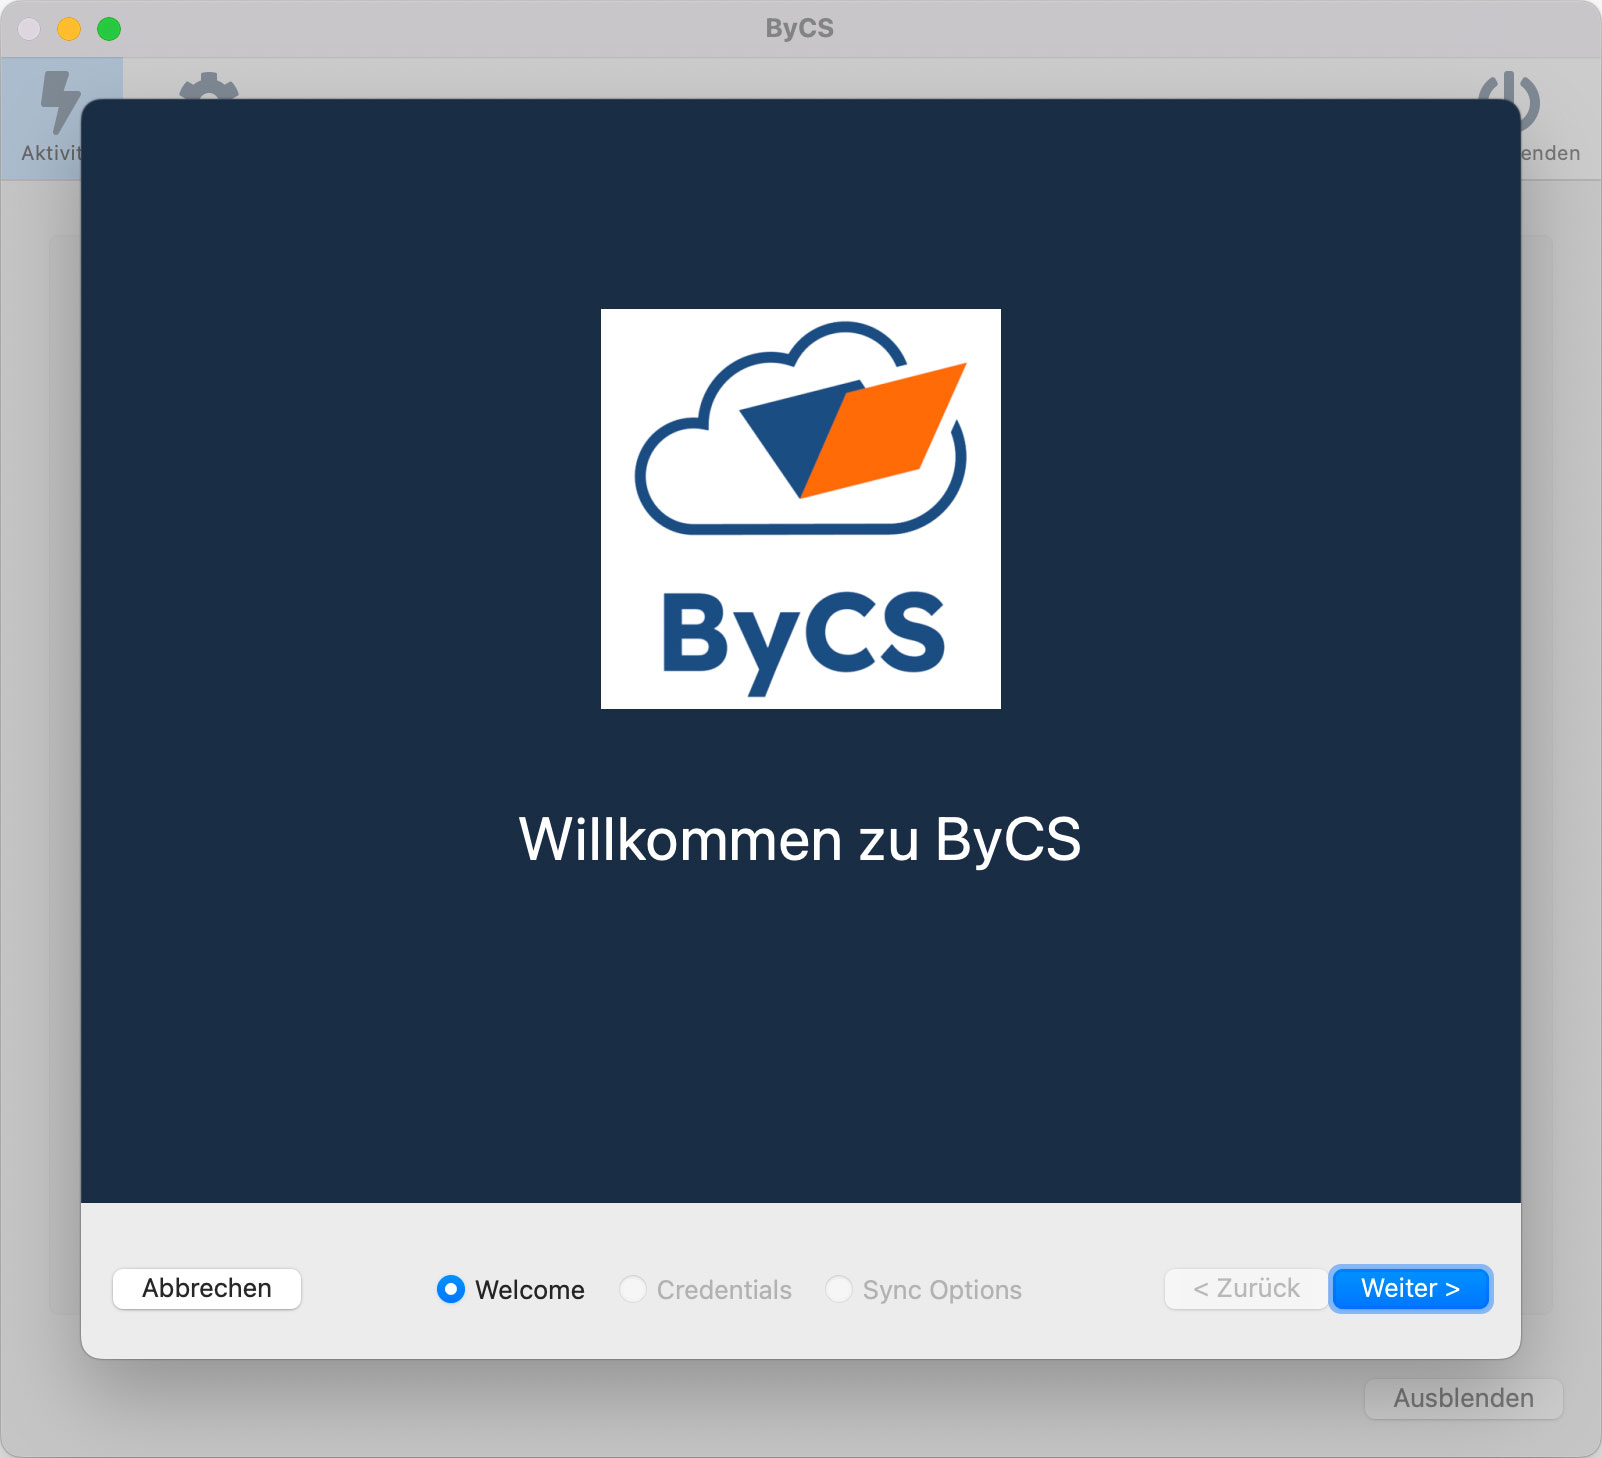 ByCS
Aktivit
enden
ByCS
Willkommen zu ByCS
Abbrechen
Welcome
Credentials
Sync Options
< Zurück
Weiter >
Ausblenden